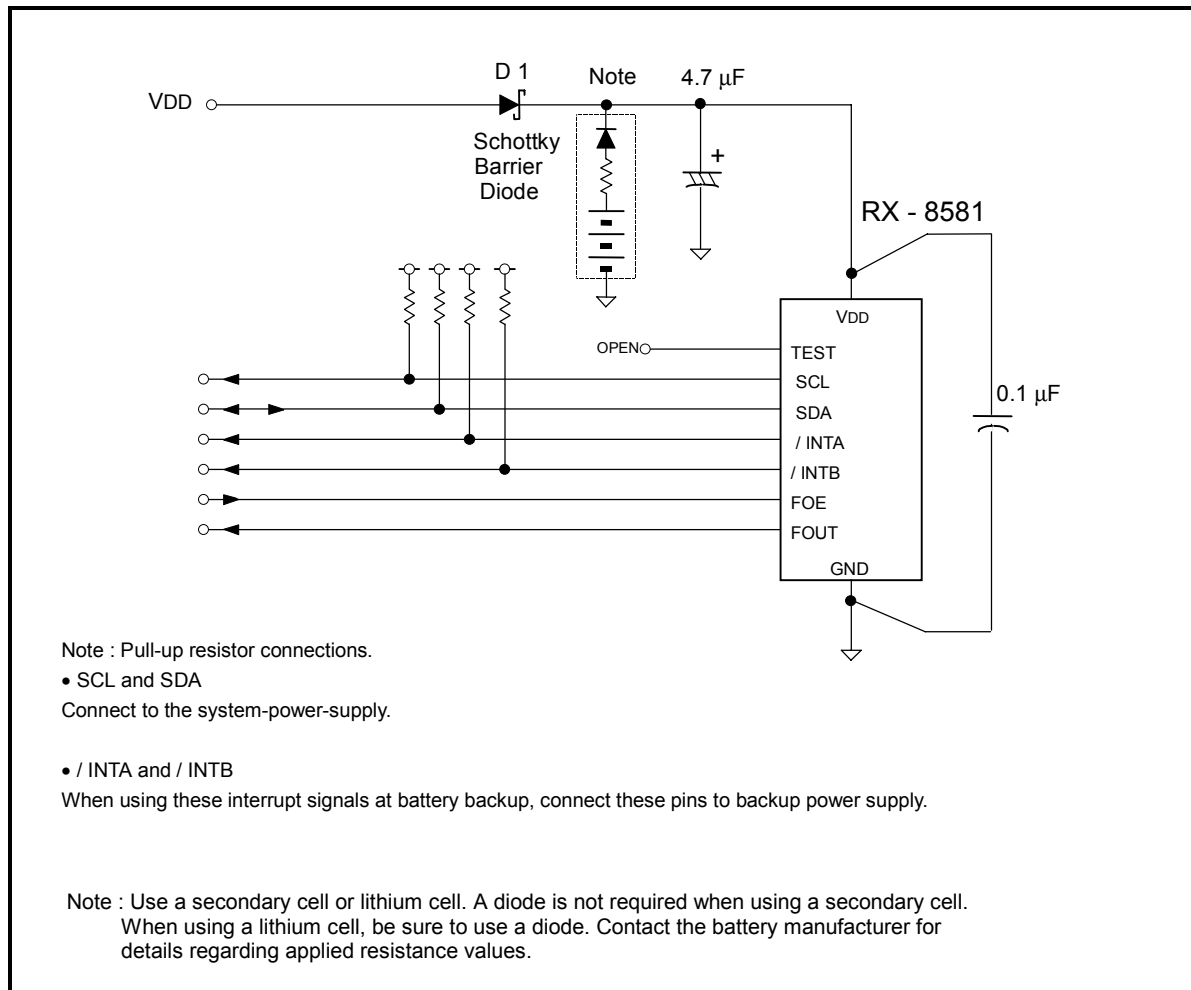 D 1
Note
4.7 μF
VDD
Schottky
Barrier
Diode
+
RX - 8581
VDD
OPEN
TEST
SCL
SDA
/ INTA
/ INTB
FOE
FOUT
GND
0.1 μF
Note : Pull-up resistor connections.
• SCL and SDA
Connect to the system-power-supply.
• / INTA and / INTB
When using these interrupt signals at battery backup, connect these pins to backup power supply.
Note : Use a secondary cell or lithium cell. A diode is not required when using a secondary cell.
When using a lithium cell, be sure to use a diode. Contact the battery manufacturer for
details regarding applied resistance values.